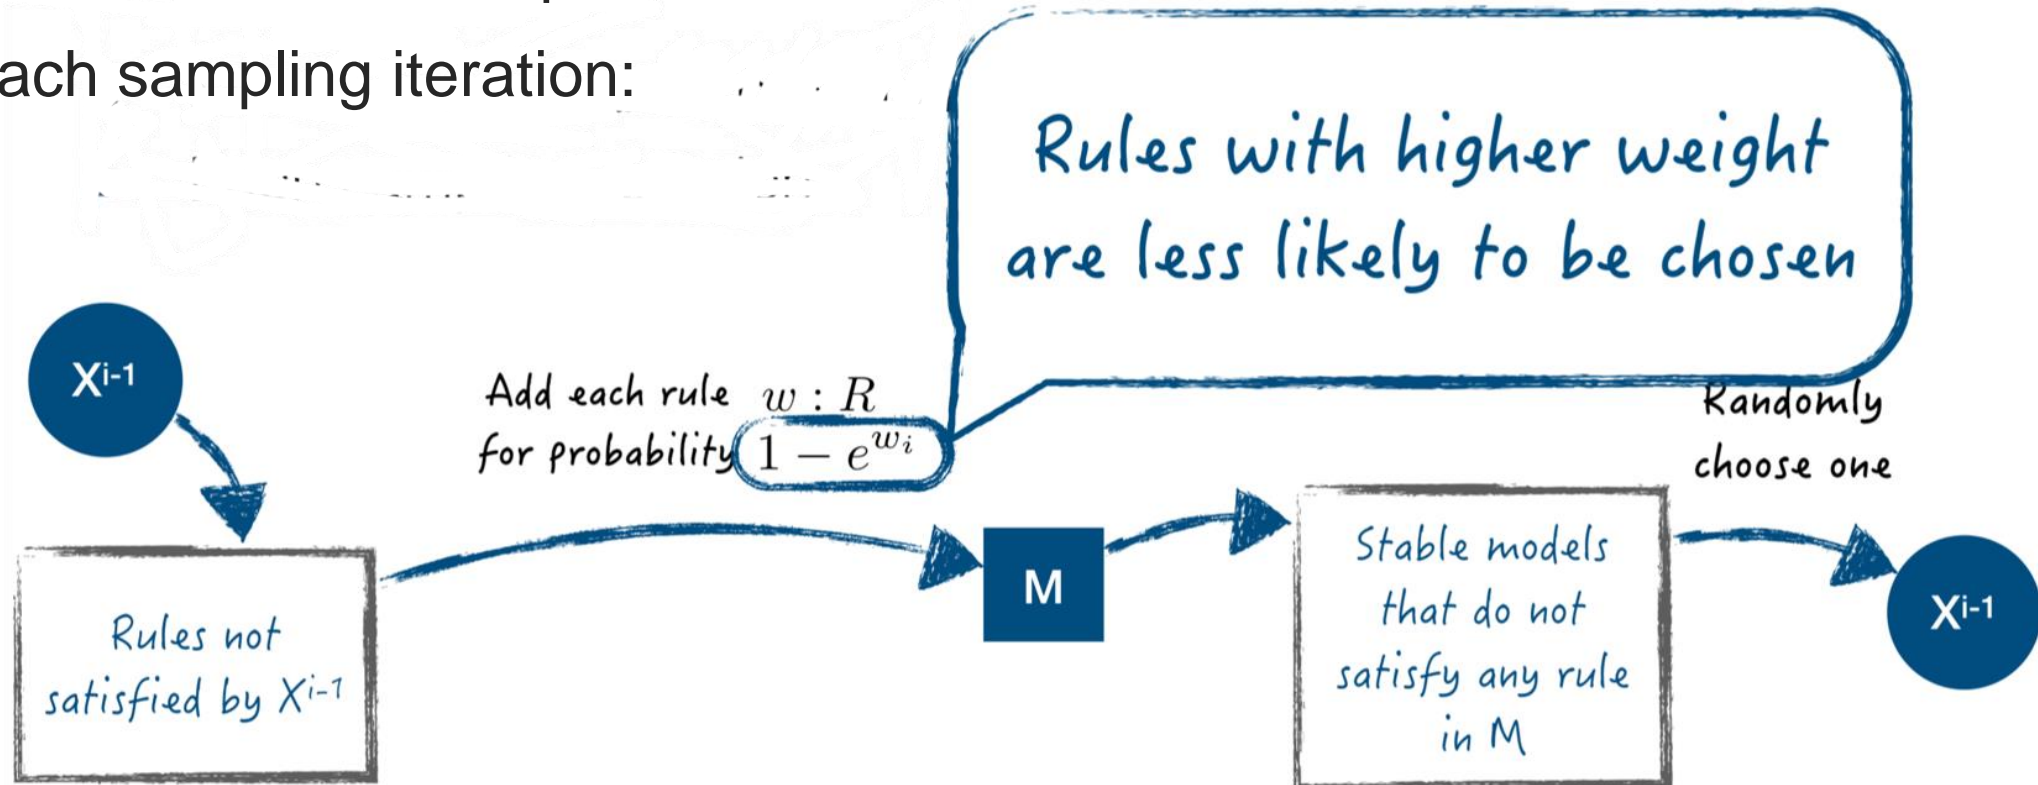 ach sampling iteration:
Rules with higher weight
are less likely to be chosen
Xi-1
Add each rule w : R
for probability 1 − e^{w_i}
Randomly
choose one
Rules not
satisfied by Xi-1
M
Stable models
that do not
satisfy any rule
in M
Xi-1